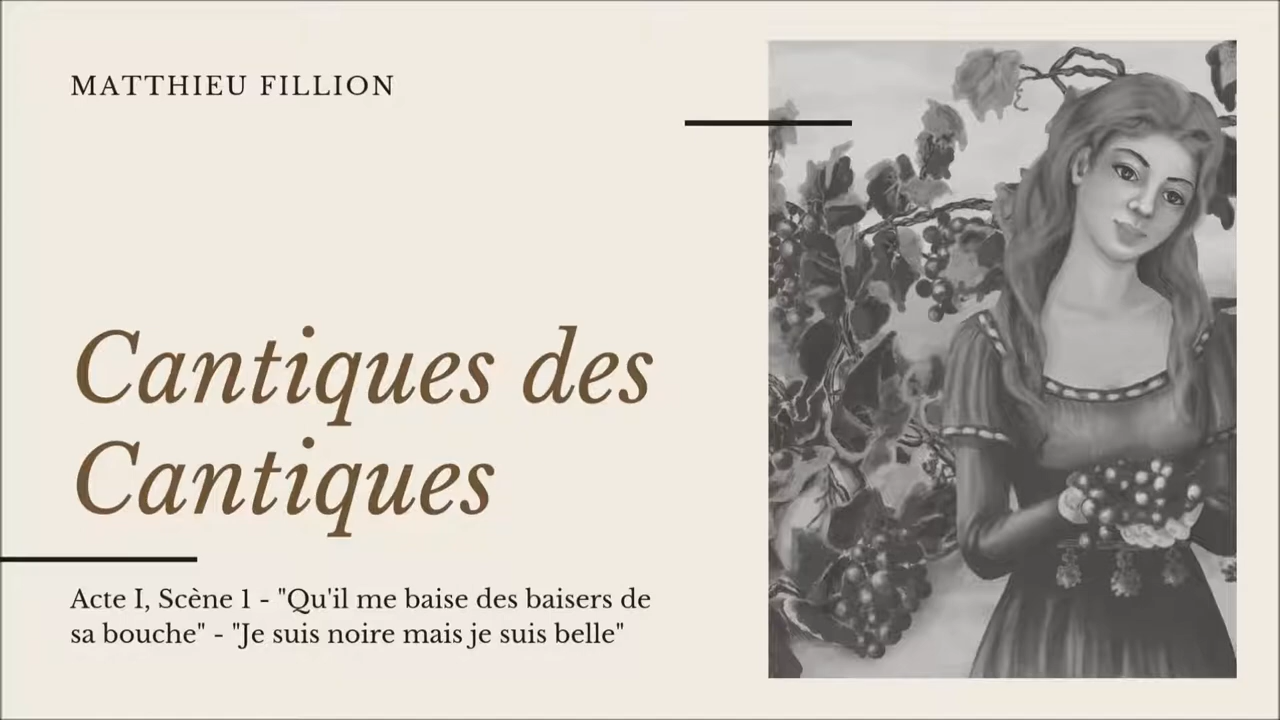 MATTHIEU FILLION
Cantiques des
Cantiques
Acte I, Scène 1 - "Qu'il me baise des baisers de
sa bouche" - "Je suis noire mais je suis belle"